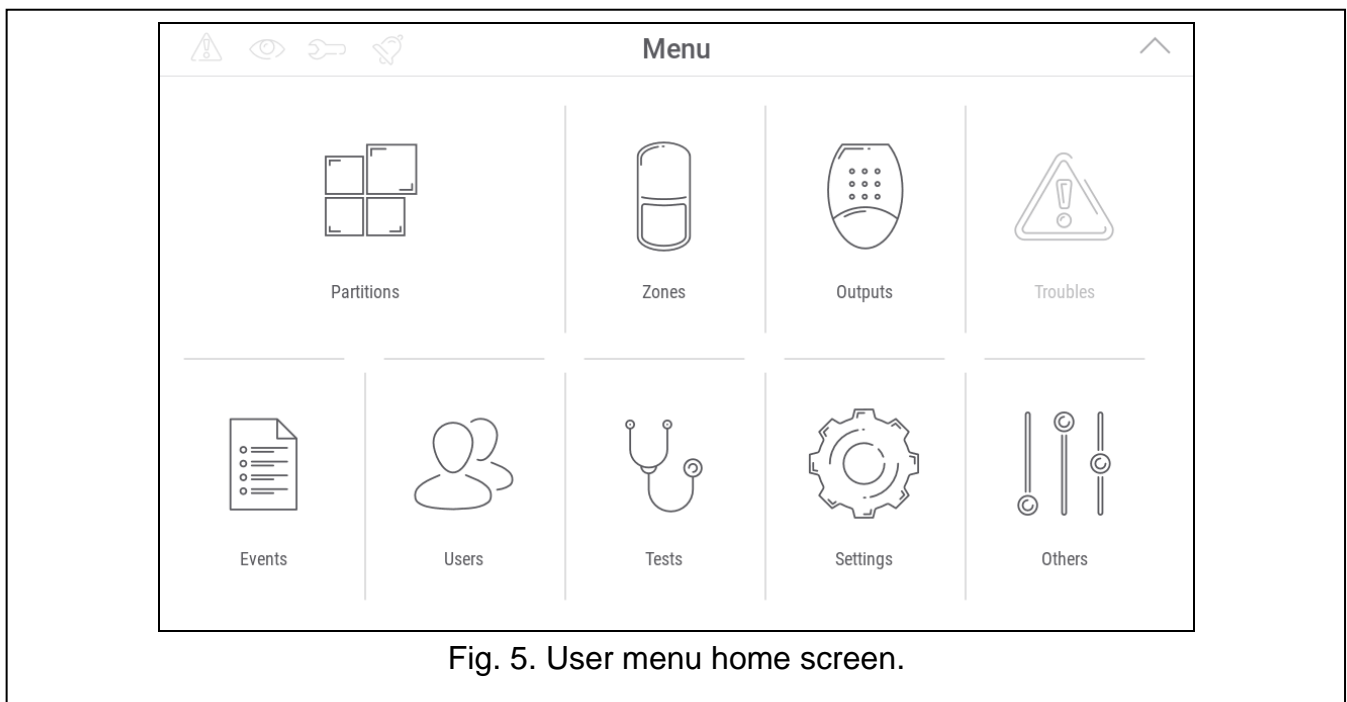 Menu
Partitions
Zones
Outputs
Troubles
Events
Users
Tests
Settings
Others
Fig. 5. User menu home screen.